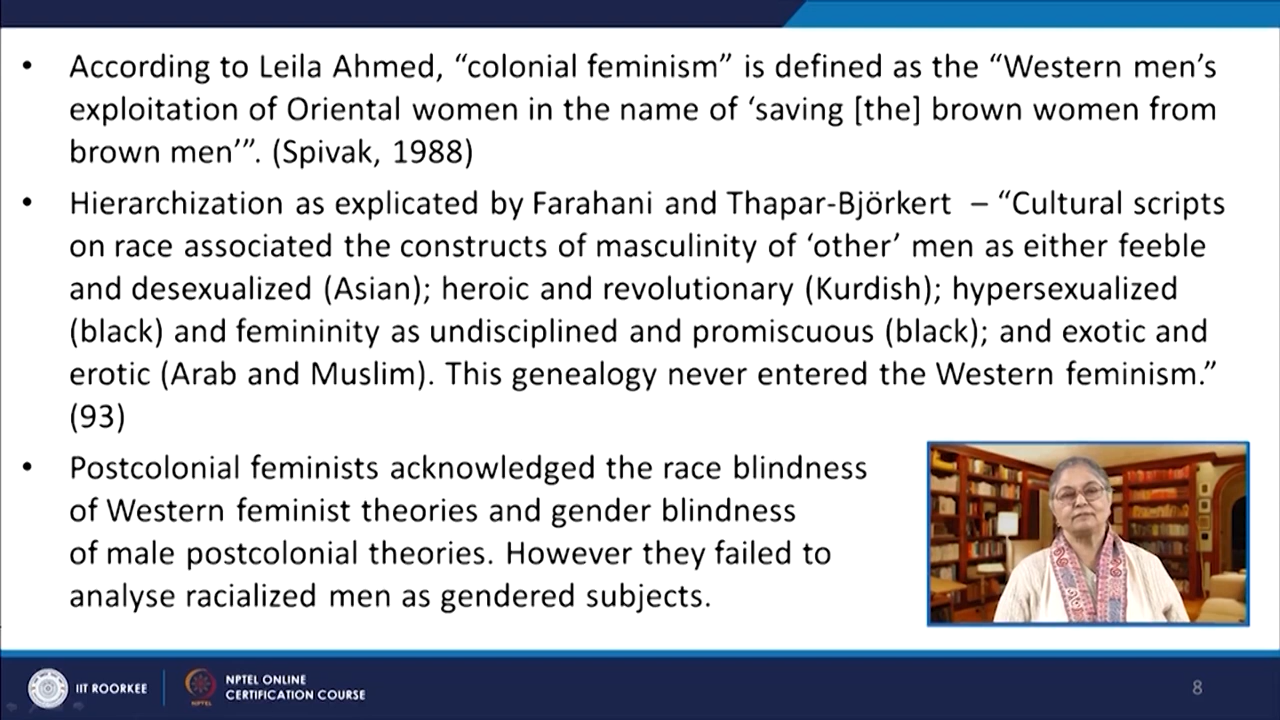 • According to Leila Ahmed, “colonial feminism” is defined as the “Western men’s
exploitation of Oriental women in the name of ‘saving [the] brown women from
brown men’”. (Spivak, 1988)
• Hierarchization as explicated by Farahani and Thapar-Björkert – “Cultural scripts
on race associated the constructs of masculinity of ‘other’ men as either feeble
and desexualized (Asian); heroic and revolutionary (Kurdish); hypersexualized
(black) and femininity as undisciplined and promiscuous (black); and exotic and
erotic (Arab and Muslim). This genealogy never entered the Western feminism.”
(93)
• Postcolonial feminists acknowledged the race blindness
of Western feminist theories and gender blindness
of male postcolonial theories. However they failed to
analyse racialized men as gendered subjects.
IIT ROORKEE
NPTEL
NPTEL ONLINE
CERTIFICATION COURSE
8